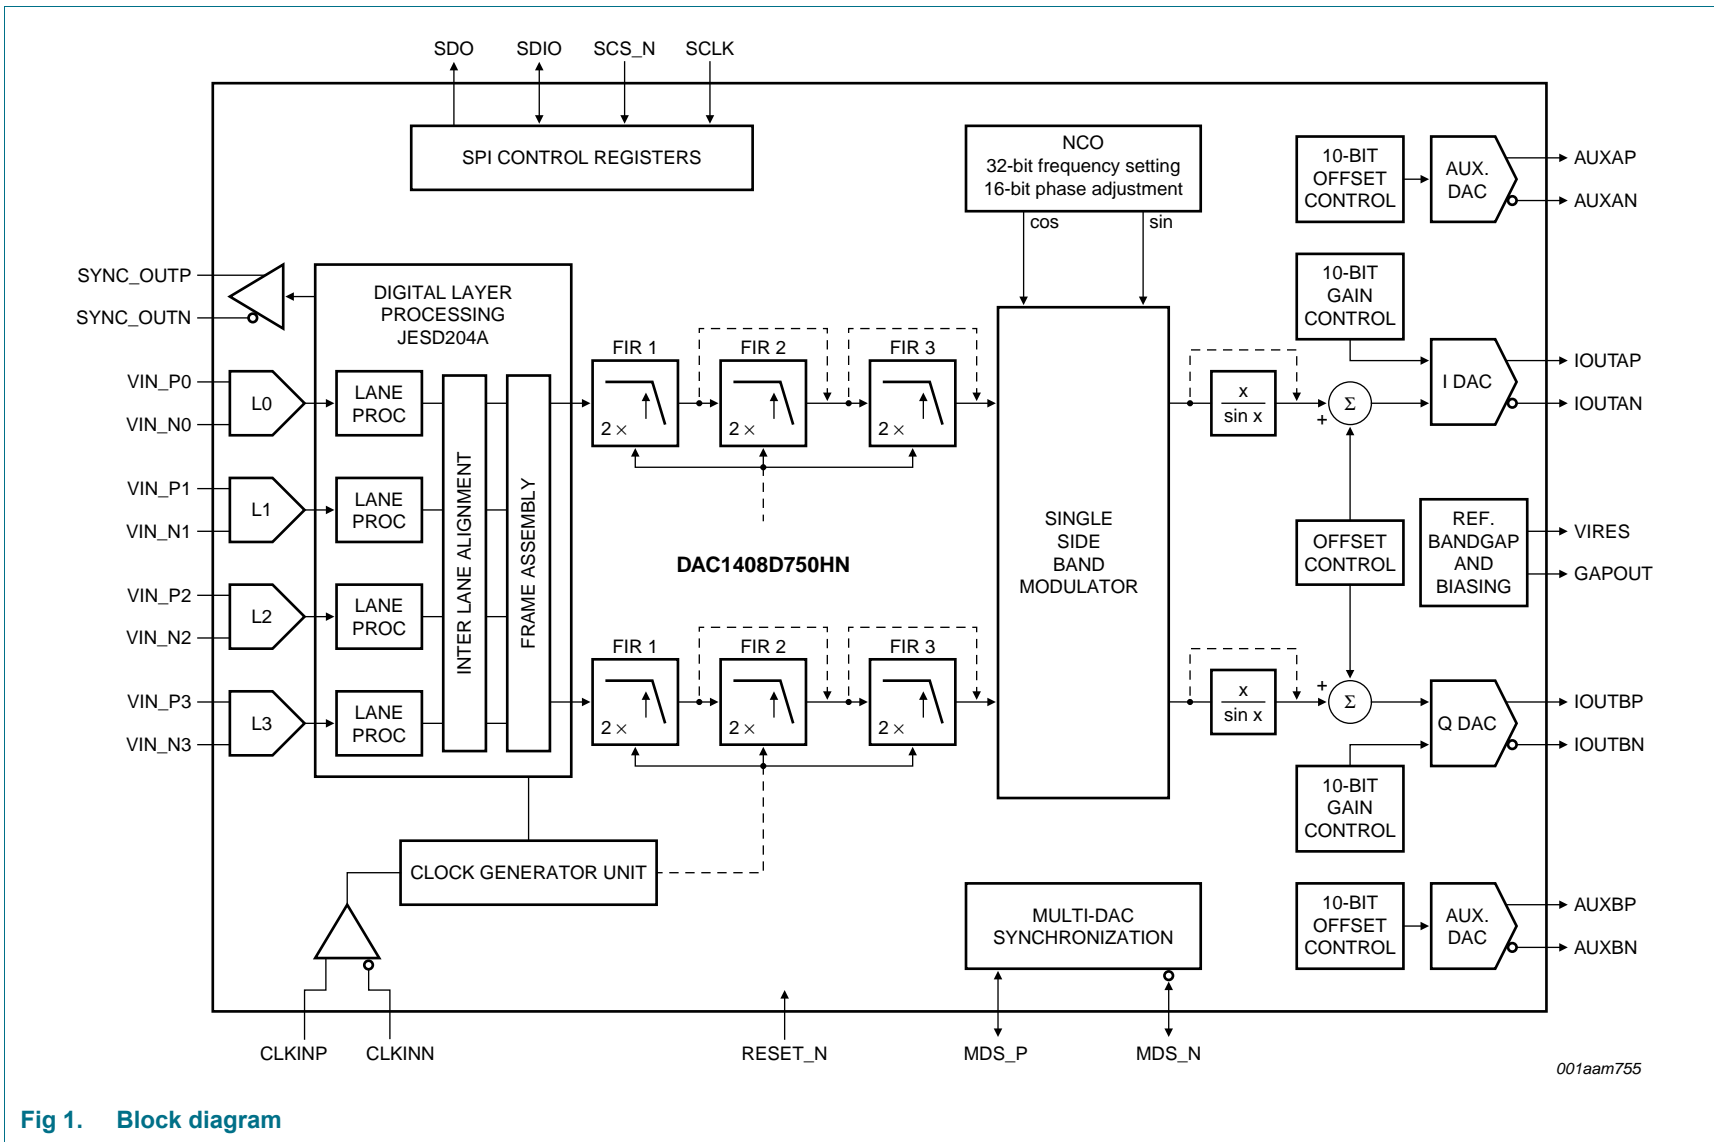 SDO SDIO SCS_N SCLK
SPI CONTROL REGISTERS
NCO
32-bit frequency setting
16-bit phase adjustment
cos sin
10-BIT
OFFSET
CONTROL
AUX.
DAC
AUXAP
AUXAN
SYNC_OUTP
SYNC_OUTN
DIGITAL LAYER
PROCESSING
JESD204A
10-BIT
GAIN
CONTROL
VIN_P0
VIN_N0
L0
LANE
PROC
VIN_P1
VIN_N1
L1
LANE
PROC
VIN_P2
VIN_N2
L2
LANE
PROC
VIN_P3
VIN_N3
L3
LANE
PROC
INTER LANE ALIGNMENT
FRAME ASSEMBLY
FIR 1 FIR 2 FIR 3
2 × 2 × 2 ×
DAC1408D750HN
FIR 1 FIR 2 FIR 3
2 × 2 × 2 ×
SINGLE
SIDE
BAND
MODULATOR
x
sin x
+
Σ
I DAC
IOUTAP
IOUTAN
OFFSET
CONTROL
REF.
BANDGAP
AND
BIASING
VIRES
GAPOUT
x
sin x
+
Σ
Q DAC
IOUTBP
IOUTBN
10-BIT
GAIN
CONTROL
CLOCK GENERATOR UNIT
MULTI-DAC
SYNCHRONIZATION
10-BIT
OFFSET
CONTROL
AUX.
DAC
AUXBP
AUXBN
CLKINP CLKINN RESET_N MDS_P MDS_N
001aam755
Fig 1. Block diagram